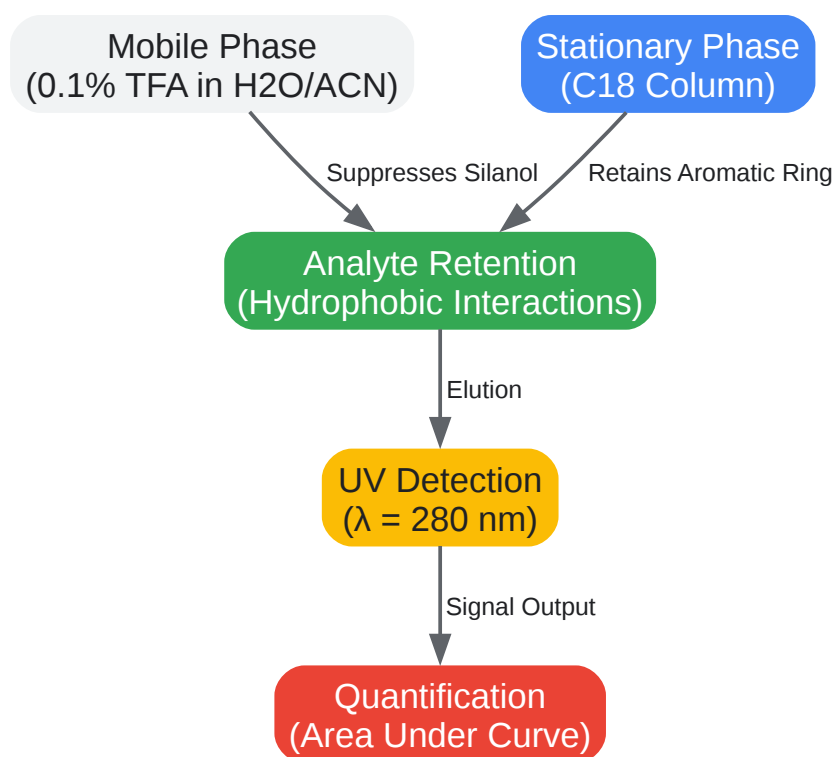 Mobile Phase
(0.1% TFA in H2O/ACN)
Stationary Phase
(C18 Column)
Suppresses Silanol
Retains Aromatic Ring
Analyte Retention
(Hydrophobic Interactions)
Elution
UV Detection
(λ = 280 nm)
Signal Output
Quantification
(Area Under Curve)